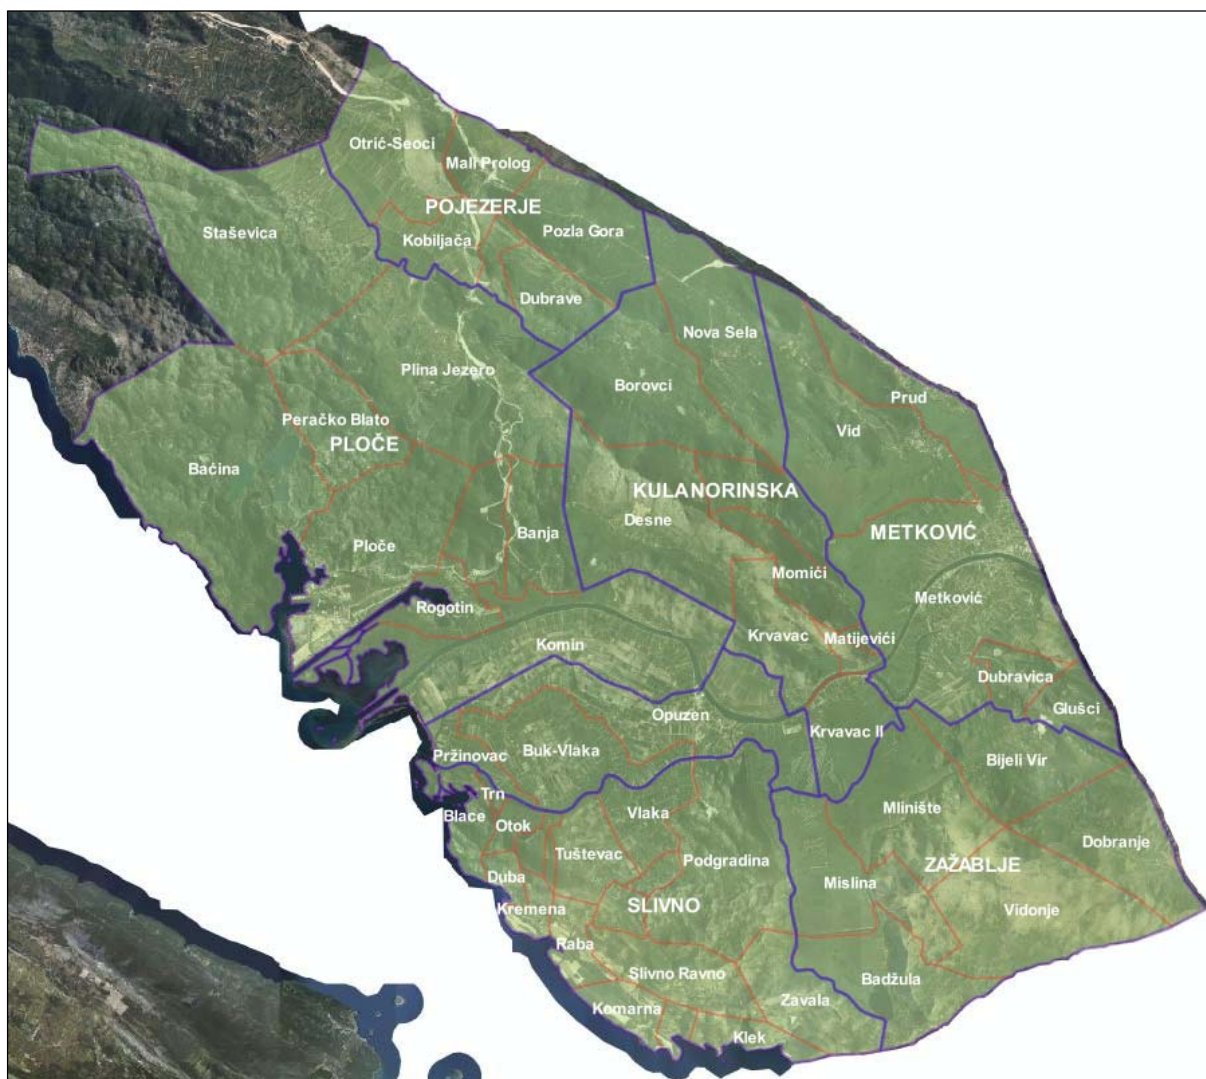 Otrić-Seoci
Mali Prolog
POJEZERJE
Staševica
Kobiljača
Pozla Gora
Dubrave
Nova Sela
Plina Jezero
Borovci
Prud
Peračko Blato
Vid
PLOČE
Baćina
KULA NORINSKA
Desne
METKOVIĆ
Ploče
Banja
Momići
Metković
Rogotin
Krvavac
Matijevići
Komin
Dubravica
Glušci
Opuzen
Krvavac II
Pržinovac
Buk-Vlaka
Bijeli Vir
Trn
Blace
Vlaka
Mlinište
Otok
Dobranje
Tuštevac
Podgradina
ZAŽABLJE
Duba
Mislina
Kremena
SLIVNO
Vidonje
Raba
Slivno Ravno
Badžula
Zavala
Komarna
Klek